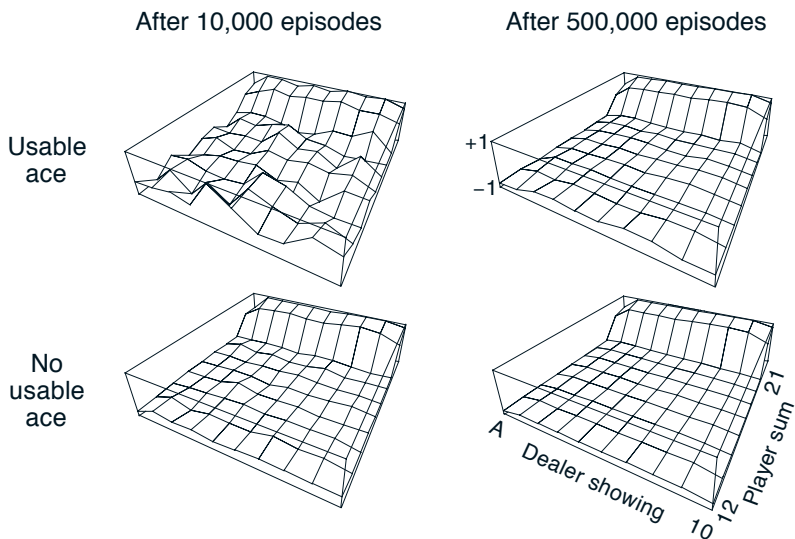 After 10,000 episodes
After 500,000 episodes
Usable
ace
+1
−1
No
usable
ace
A
Dealer showing
10
12
Player sum
21